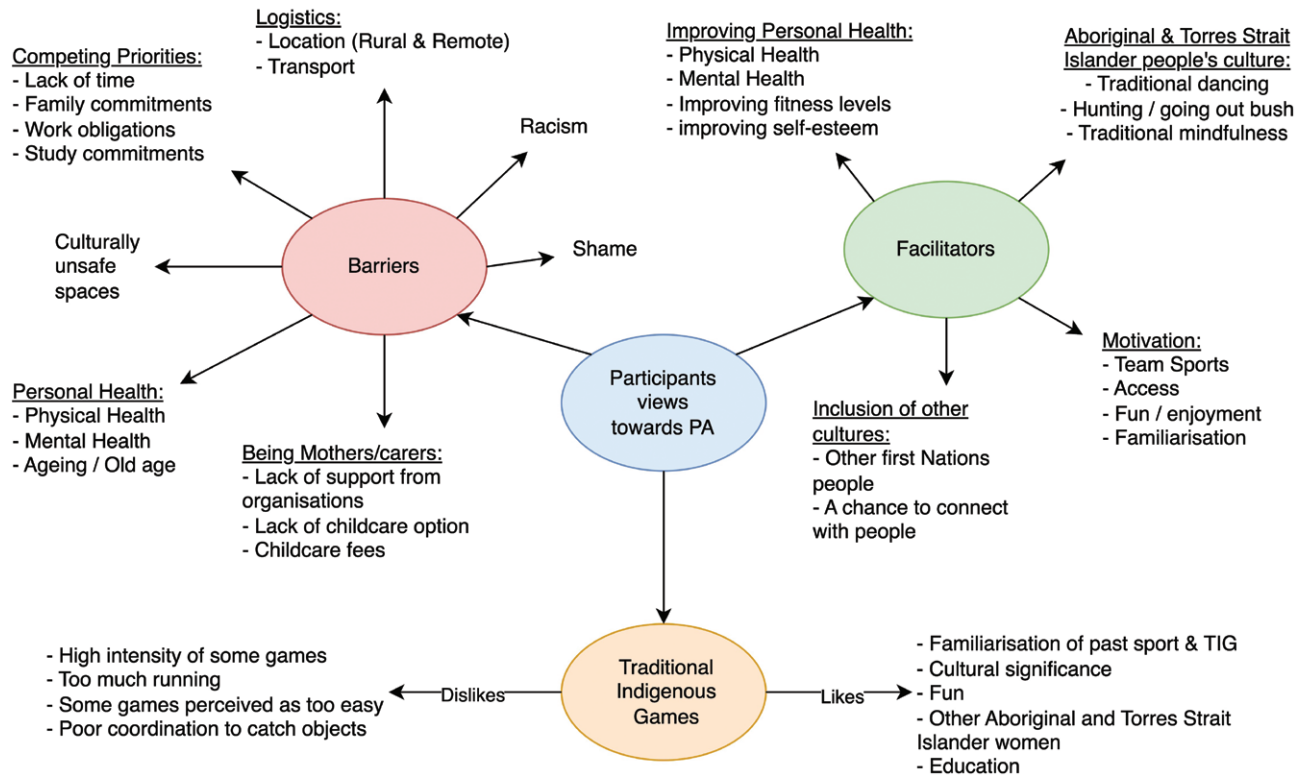 Logistics:
- Location (Rural & Remote)
- Transport
Competing Priorities:
- Lack of time
- Family commitments
- Work obligations
- Study commitments
Racism
Culturally
unsafe
spaces
Barriers
Shame
Personal Health:
- Physical Health
- Mental Health
- Ageing / Old age
Being Mothers/carers:
- Lack of support from
organisations
- Lack of childcare option
- Childcare fees
Participants
views
towards PA
Improving Personal Health:
- Physical Health
- Mental Health
- Improving fitness levels
- improving self-esteem
Aboriginal & Torres Strait
Islander people's culture:
- Traditional dancing
- Hunting / going out bush
- Traditional mindfulness
Facilitators
Motivation:
- Team Sports
- Access
- Fun / enjoyment
- Familiarisation
Inclusion of other
cultures:
- Other first Nations
people
- A chance to connect
with people
- High intensity of some games
- Too much running
- Some games perceived as too easy
- Poor coordination to catch objects
Dislikes
Traditional
Indigenous
Games
Likes
- Familiarisation of past sport & TIG
- Cultural significance
- Fun
- Other Aboriginal and Torres Strait
Islander women
- Education